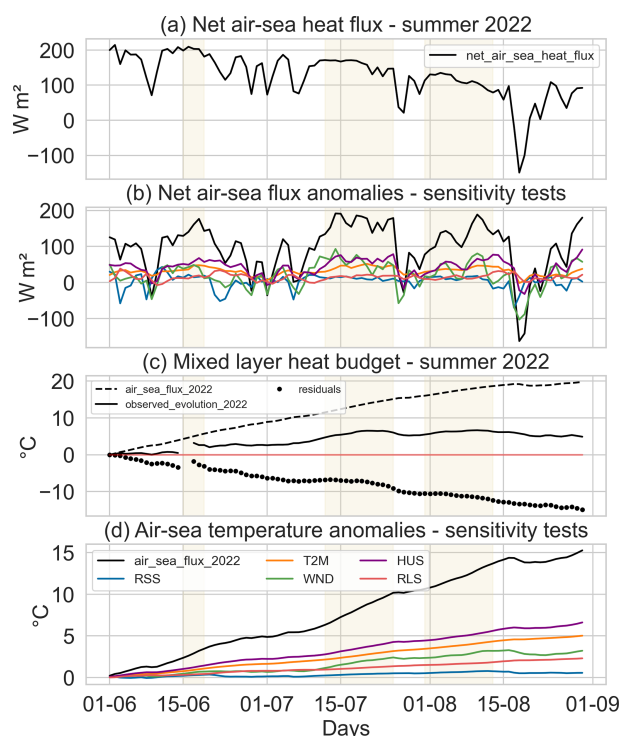 (a) Net air-sea heat flux - summer 2022
net_air_sea_heat_flux
200
100
0
−100
W m²
(b) Net air-sea flux anomalies - sensitivity tests
200
100
0
−100
W m²
(c) Mixed layer heat budget - summer 2022
air_sea_flux_2022
observed_evolution_2022
residuals
20
10
0
−10
°C
(d) Air-sea temperature anomalies - sensitivity tests
air_sea_flux_2022
RSS
T2M
WND
HUS
RLS
15
10
5
0
°C
01-06 15-06 01-07 15-07 01-08 15-08 01-09
Days